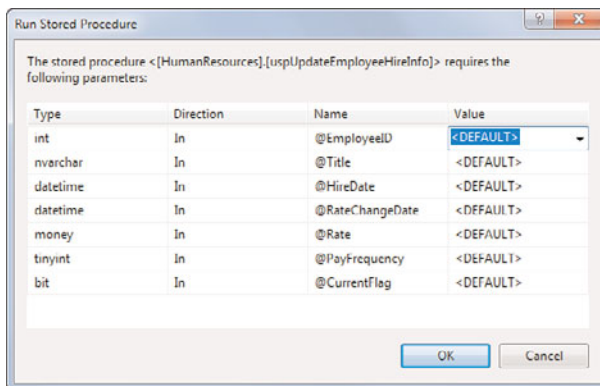 Run Stored Procedure
The stored procedure <[HumanResources].[uspUpdateEmployeeHireInfo]> requires the
following parameters:
Type Direction Name Value
int In @EmployeeID <DEFAULT>
nvarchar In @Title <DEFAULT>
datetime In @HireDate <DEFAULT>
datetime In @RateChangeDate <DEFAULT>
money In @Rate <DEFAULT>
tinyint In @PayFrequency <DEFAULT>
bit In @CurrentFlag <DEFAULT>
OK Cancel